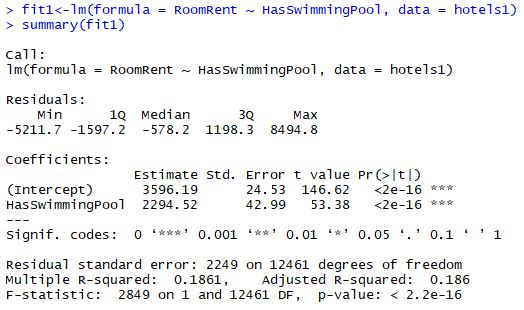 > fit1<-lm(formula = RoomRent ~ HasSwimmingPool, data = hotels1)
> summary(fit1)
Call:
lm(formula = RoomRent ~ HasSwimmingPool, data = hotels1)
Residuals:
Min 1Q Median 3Q Max
-5211.7 -1597.2 -578.2 1198.3 8494.8
Coefficients:
Estimate Std. Error t value Pr(>|t|)
(Intercept) 3596.19 24.53 146.62 <2e-16 ***
HasSwimmingPool 2294.52 42.99 53.38 <2e-16 ***
---
Signif. codes: 0 ‘***’ 0.001 ‘**’ 0.01 ‘*’ 0.05 ‘.’ 0.1 ‘ ’ 1
Residual standard error: 2249 on 12461 degrees of freedom
Multiple R-squared: 0.1861, Adjusted R-squared: 0.186
F-statistic: 2849 on 1 and 12461 DF, p-value: < 2.2e-16